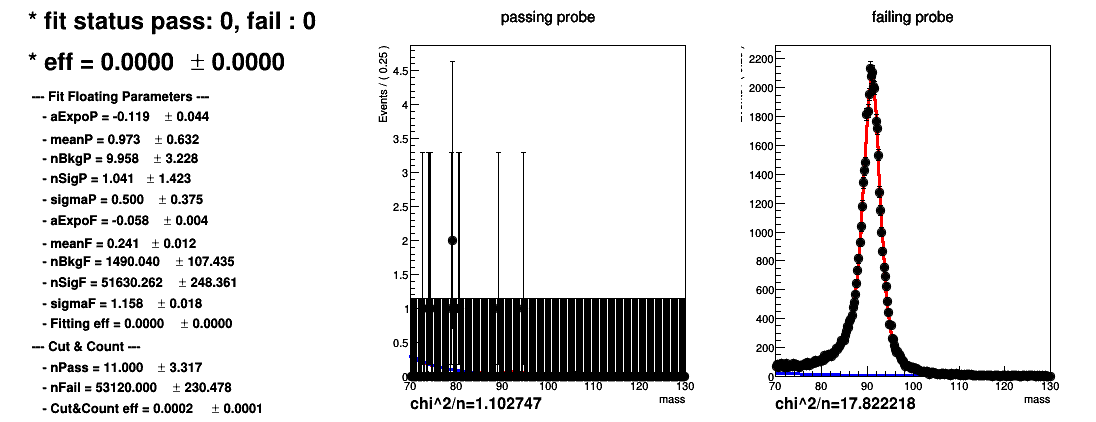 * fit status pass: 0, fail : 0
* eff = 0.0000 ± 0.0000
--- Fit Floating Parameters ---
- aExpoP = -0.119 ± 0.044
- meanP = 0.973 ± 0.632
- nBkgP = 9.958 ± 3.228
- nSigP = 1.041 ± 1.423
- sigmaP = 0.500 ± 0.375
- aExpoF = -0.058 ± 0.004
- meanF = 0.241 ± 0.012
- nBkgF = 1490.040 ± 107.435
- nSigF = 51630.262 ± 248.361
- sigmaF = 1.158 ± 0.018
- Fitting eff = 0.0000 ± 0.0000
--- Cut & Count ---
- nPass = 11.000 ± 3.317
- nFail = 53120.000 ± 230.478
- Cut&Count eff = 0.0002 ± 0.0001
passing probe
Events / ( 0.25 )
4.5
4
3.5
3
2.5
2
1.5
1
0.5
0
70 80 90 100 110 120 130
mass
chi^2/n=1.102747
failing probe
2200
2000
1800
1600
1400
1200
1000
800
600
400
200
0
70 80 90 100 110 120 130
mass
chi^2/n=17.822218